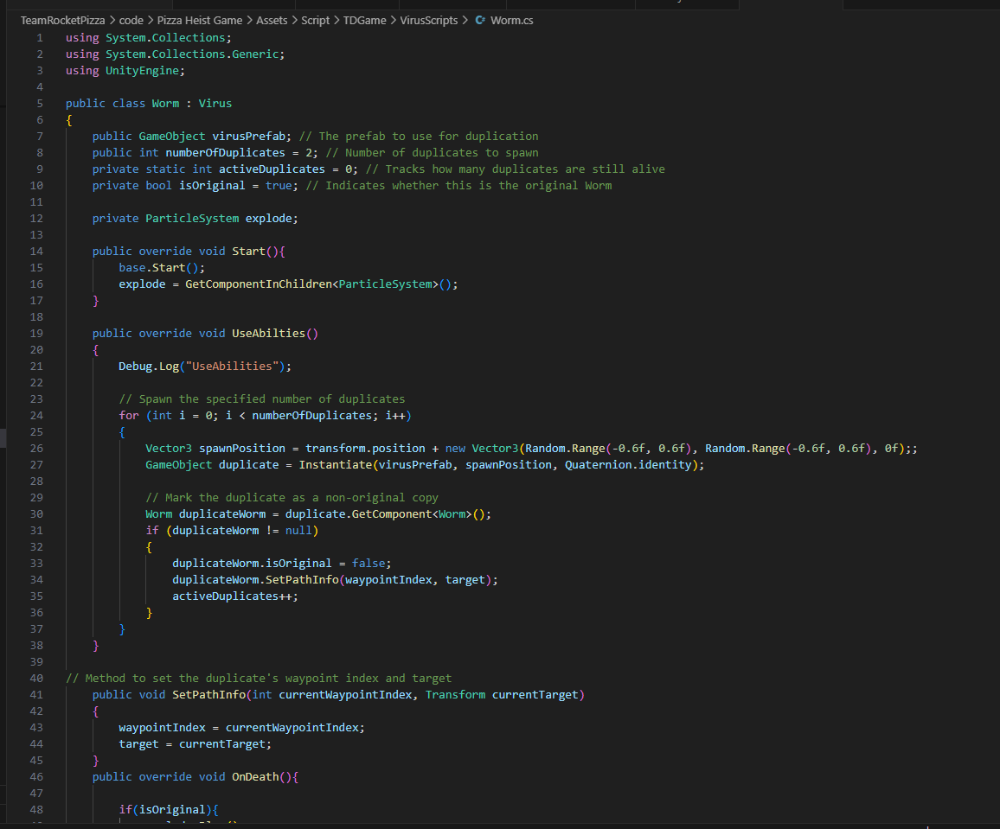 TeamRocketPizza > code > Pizza Heist Game > Assets > Script > TDGame > VirusScripts > Worm.cs
1 using System.Collections;
2 using System.Collections.Generic;
3 using UnityEngine;
4
5 public class Worm : Virus
6 {
7 public GameObject virusPrefab; // The prefab to use for duplication
8 public int numberOfDuplicates = 2; // Number of duplicates to spawn
9 private static int activeDuplicates = 0; // Tracks how many duplicates are still alive
10 private bool isOriginal = true; // Indicates whether this is the original Worm
11
12 private ParticleSystem explode;
13
14 public override void Start(){
15 base.Start();
16 explode = GetComponentInChildren<ParticleSystem>();
17 }
18
19 public override void UseAbilties()
20 {
21 Debug.Log("UseAbilities");
22
23 // Spawn the specified number of duplicates
24 for (int i = 0; i < numberOfDuplicates; i++)
25 {
26 Vector3 spawnPosition = transform.position + new Vector3(Random.Range(-0.6f, 0.6f), Random.Range(-0.6f, 0.6f), 0f);;
27 GameObject duplicate = Instantiate(virusPrefab, spawnPosition, Quaternion.identity);
28
29 // Mark the duplicate as a non-original copy
30 Worm duplicateWorm = duplicate.GetComponent<Worm>();
31 if (duplicateWorm != null)
32 {
33 duplicateWorm.isOriginal = false;
34 duplicateWorm.SetPathInfo(waypointIndex, target);
35 activeDuplicates++;
36 }
37 }
38 }
39
40 // Method to set the duplicate's waypoint index and target
41 public void SetPathInfo(int currentWaypointIndex, Transform currentTarget)
42 {
43 waypointIndex = currentWaypointIndex;
44 target = currentTarget;
45 }
46 public override void OnDeath(){
47
48 if(isOriginal){